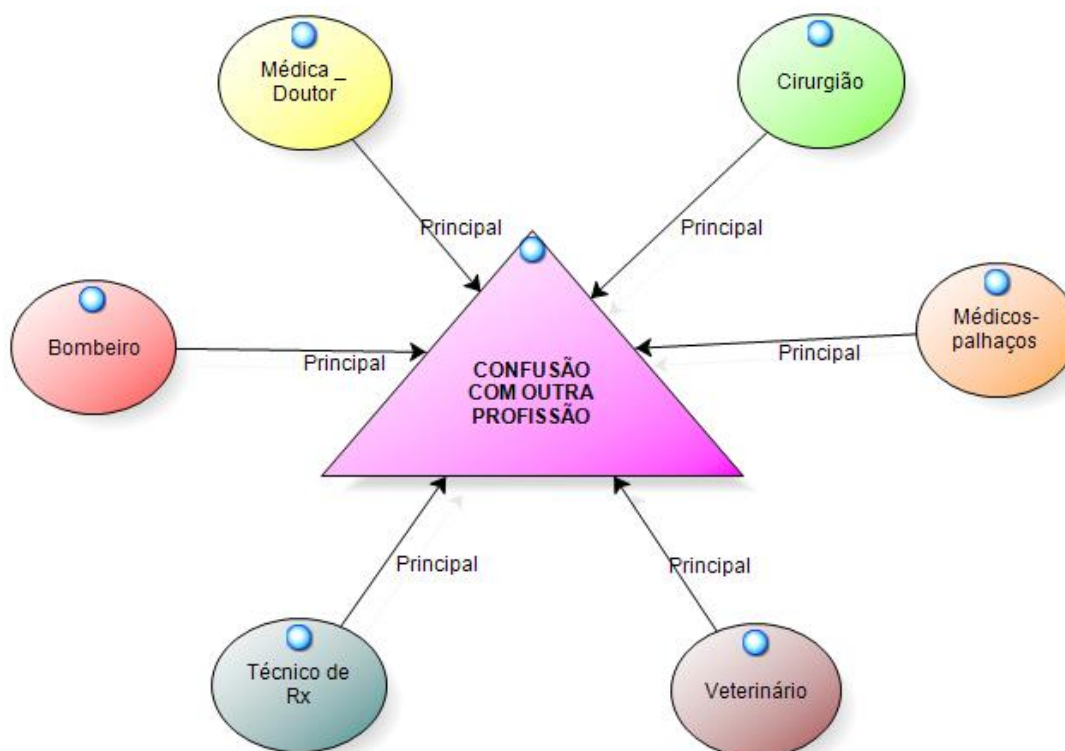 Médica _
Doutor
Cirurgião
Principal
Principal
Bombeiro
Principal
Médicos-
palhaços
Principal
CONFUSÃO
COM OUTRA
PROFISSÃO
Principal
Principal
Técnico de
Rx
Veterinário